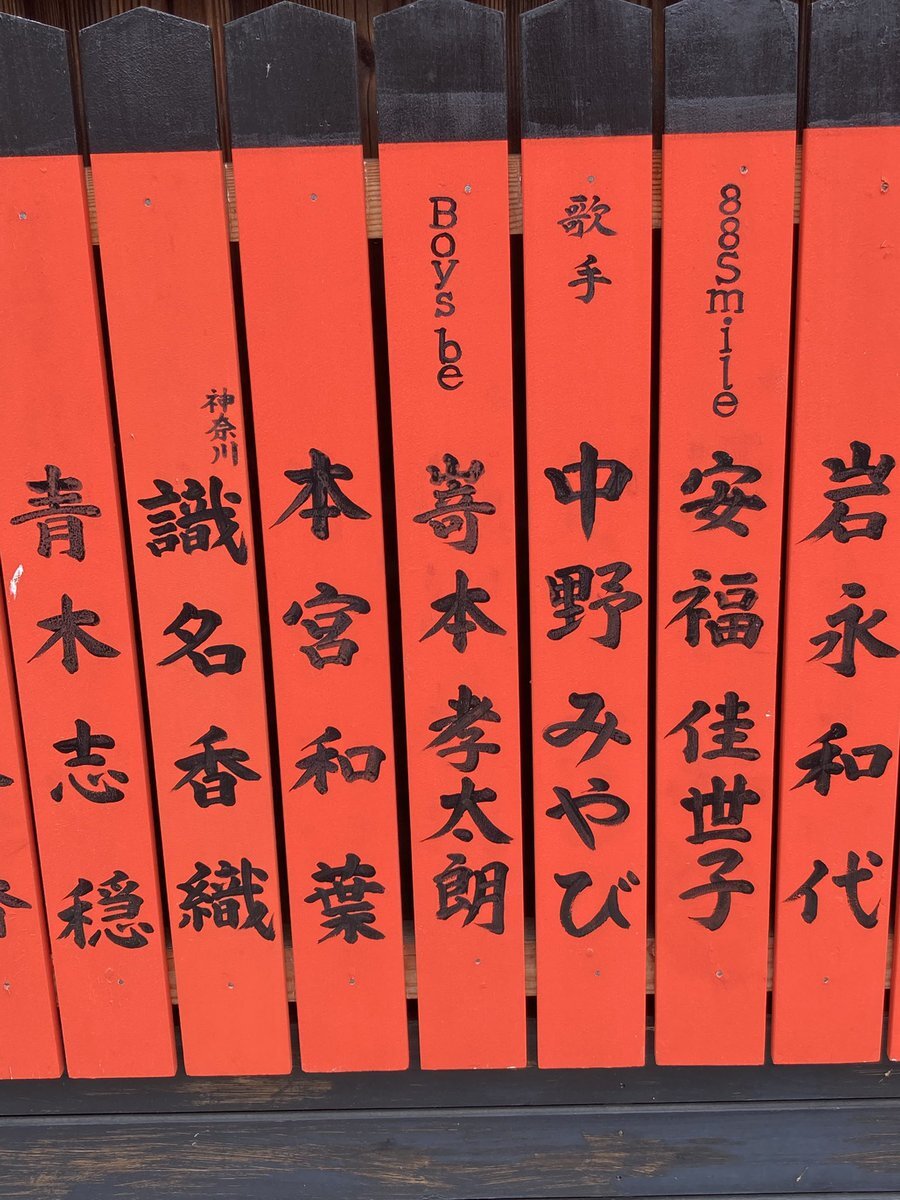 岩永和代
88Smile
安福佳世子
歌手
中野みやび
Boys be
嵜本孝太朗
本宮和葉
神奈川
識名香織
青木志穏